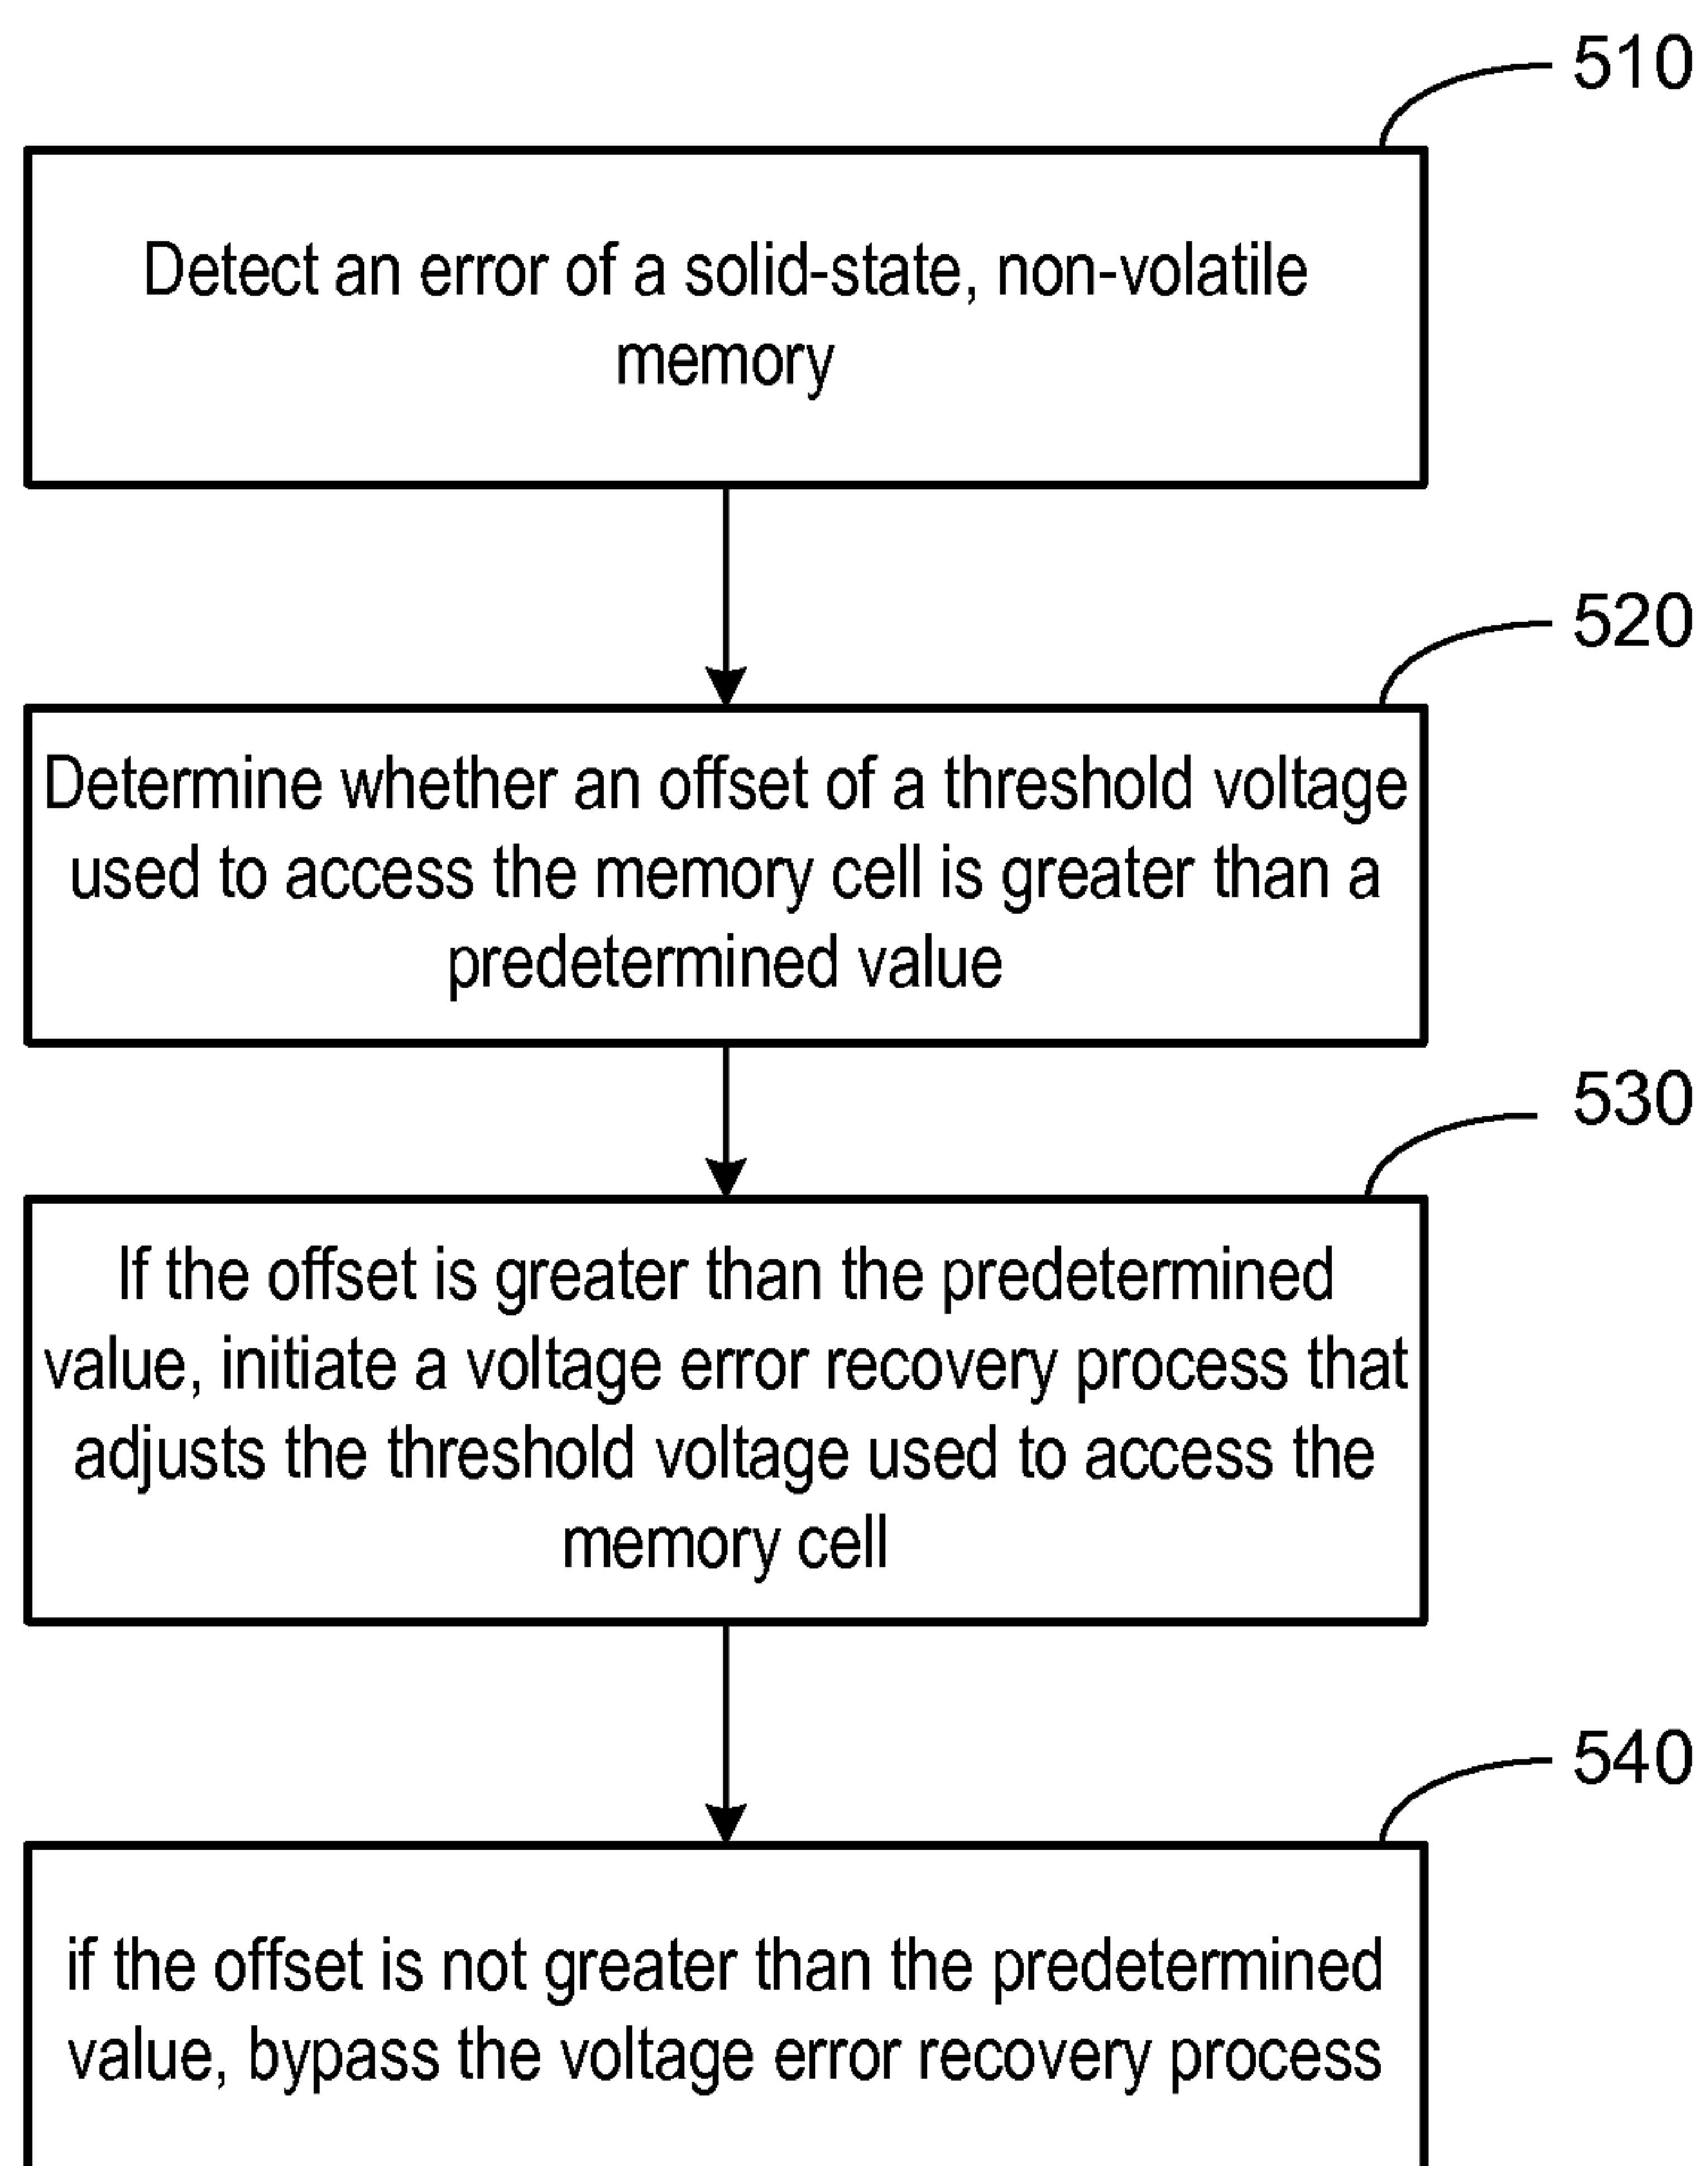 510
Detect an error of a solid-state, non-volatile
memory
520
Determine whether an offset of a threshold voltage
used to access the memory cell is greater than a
predetermined value
530
If the offset is greater than the predetermined
value, initiate a voltage error recovery process that
adjusts the threshold voltage used to access the
memory cell
540
if the offset is not greater than the predetermined
value, bypass the voltage error recovery process